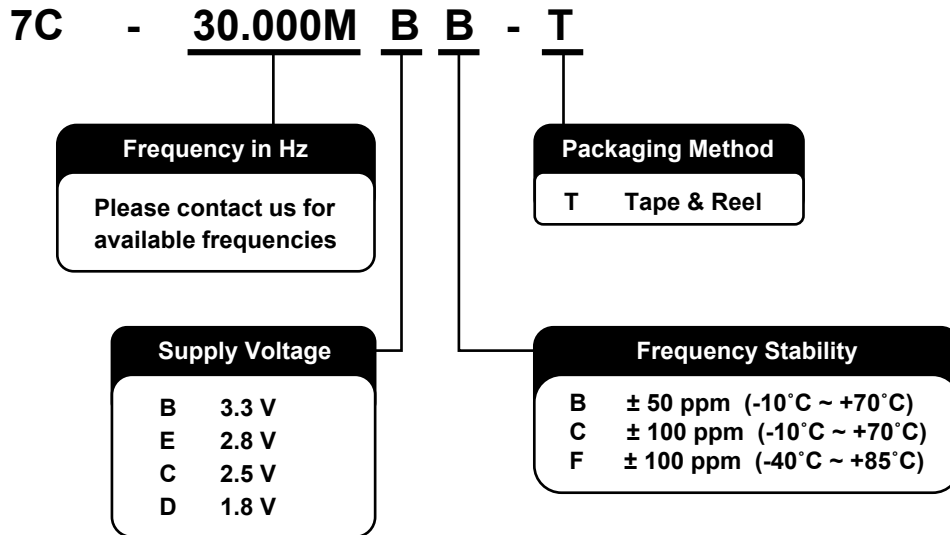 7C - 30.000M B B - T
Frequency in Hz
Please contact us for
available frequencies
Packaging Method
T Tape & Reel
Supply Voltage
B 3.3 V
E 2.8 V
C 2.5 V
D 1.8 V
Frequency Stability
B ± 50 ppm (-10˚C ~ +70˚C)
C ± 100 ppm (-10˚C ~ +70˚C)
F ± 100 ppm (-40˚C ~ +85˚C)